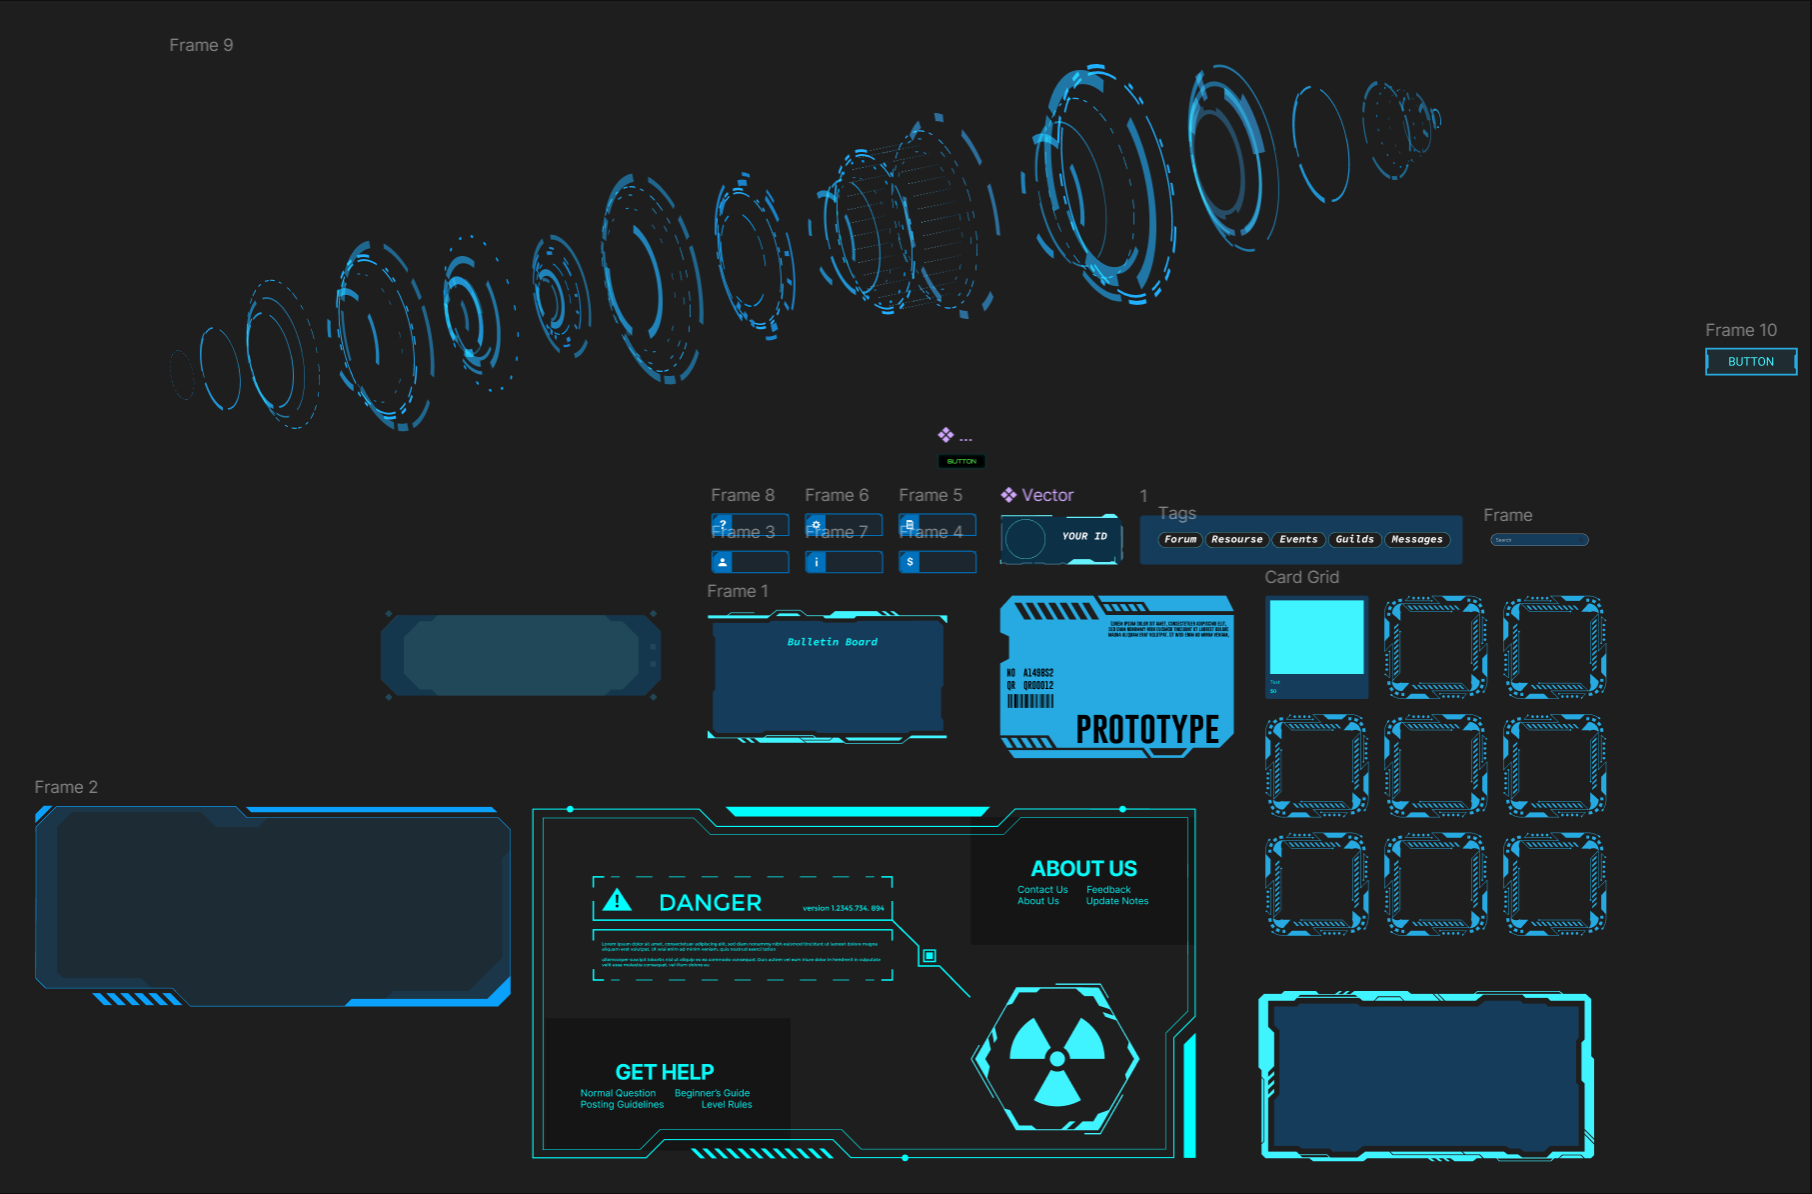 Frame 9
Frame 10
BUTTON
...
BUTTON
Frame 8
Frame 6
Frame 5
Vector
1
Tags
Frame
?
Frame 3
Frame 7
Frame 4
YOUR ID
Forum
Resourse
Events
Guilds
Messages
Search
i
$
Frame 1
Card Grid
Bulletin Board
NO A149BS2
QR QR00012
PROTOTYPE
$0
Frame 2
ABOUT US
Contact Us Feedback
About Us Update Notes
DANGER
version 1.2345.734. 894
GET HELP
Normal Question Beginner's Guide
Posting Guidelines Level Rules